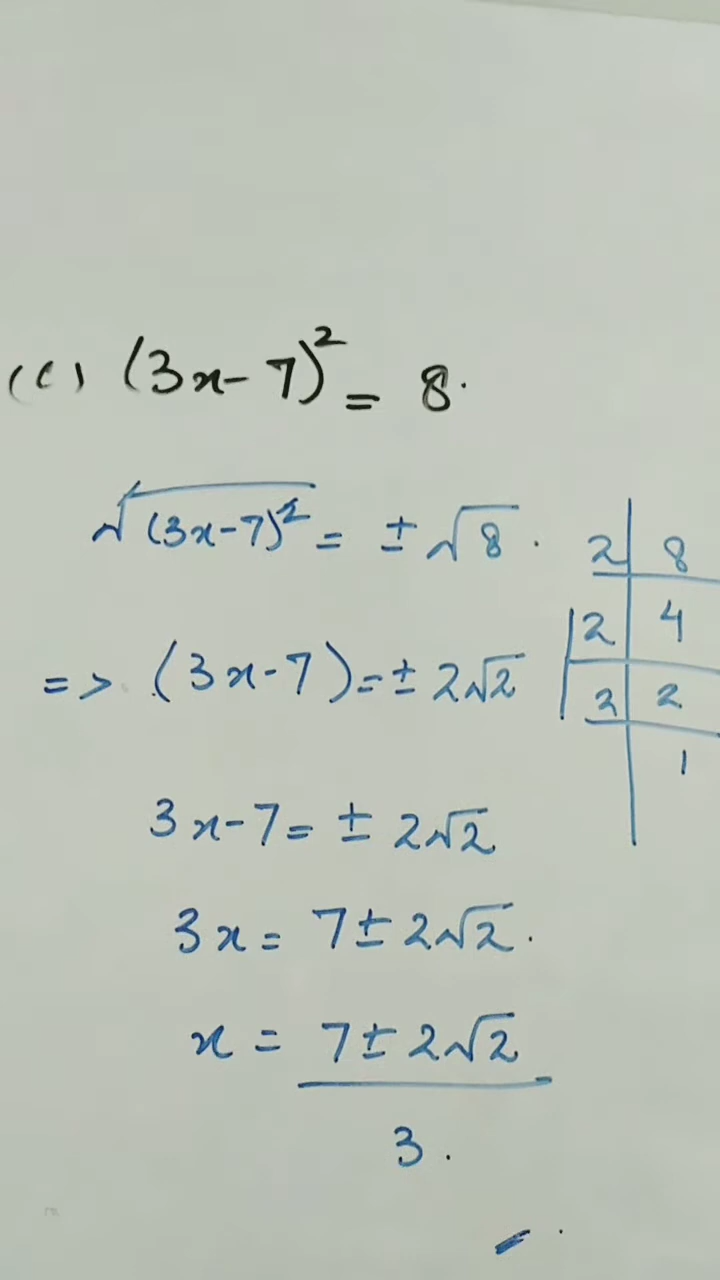 (c) (3x-7)² = 8.
√(3x-7)² = ± √8.
=> (3x-7) = ± 2√2
3x-7 = ± 2√2
3x = 7 ± 2√2.
x = 7 ± 2√2
3.
2 | 8
2 | 4
2 | 2
1